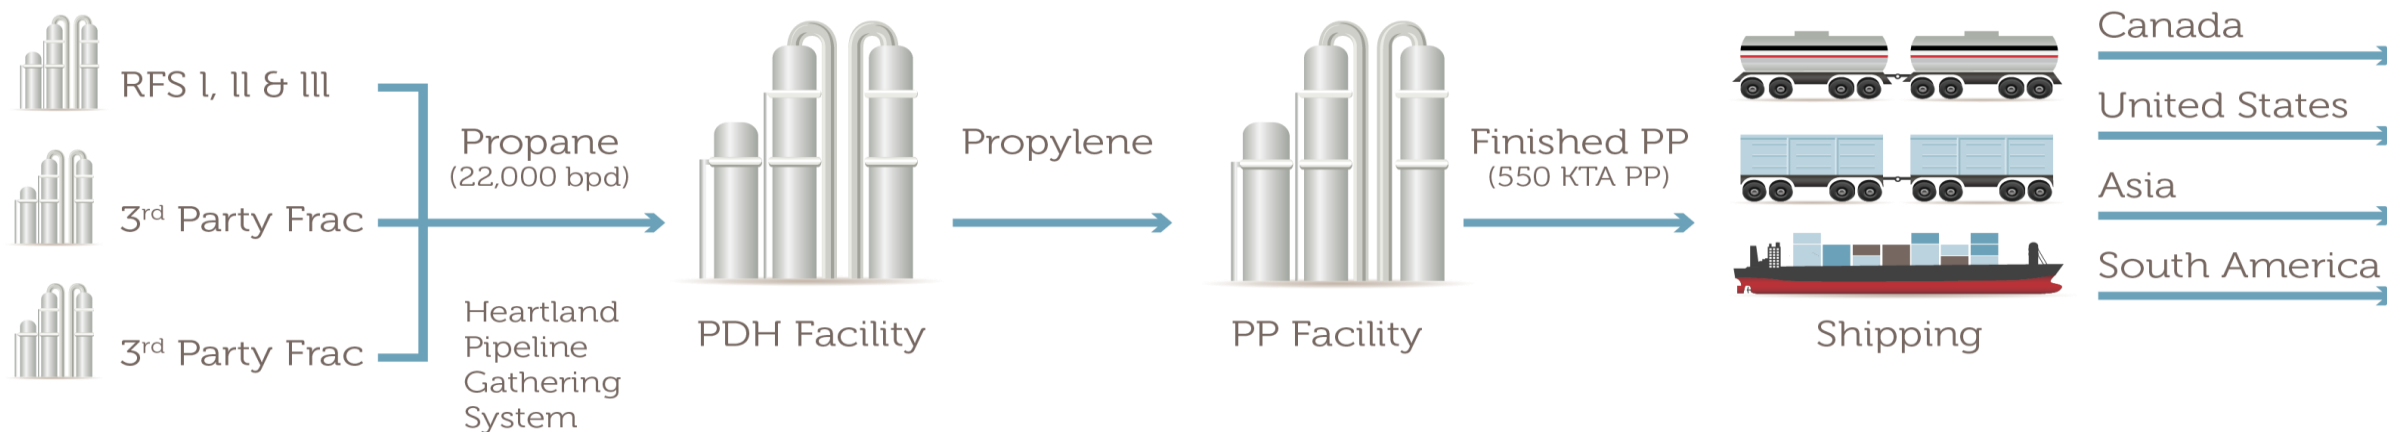 RFS I, II & III
3rd Party Frac
3rd Party Frac
Propane
(22,000 bpd)
Heartland
Pipeline
Gathering
System
PDH Facility
Propylene
PP Facility
Finished PP
(550 KTA PP)
Shipping
Canada
United States
Asia
South America